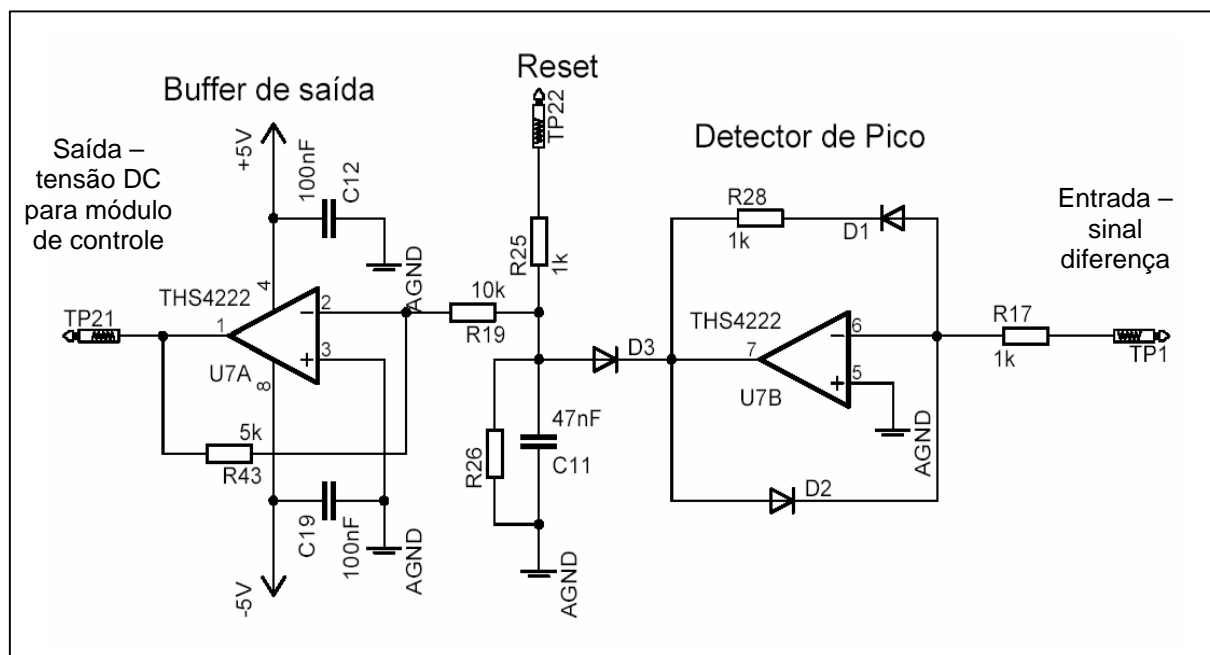 Reset
Buffer de saída
TP22
Detector de Pico
Saída –
tensão DC
para módulo
de controle
+5V
100nF
C12
R28
1k
D1
Entrada –
sinal
diferença
R25
1k
AGND
4
THS4222
2
10k
R19
THS4222
6
R17
1k
TP1
TP21
1
–
+
3
U7A
8
D3
7
–
+
5
U7B
AGND
5k
R43
R26
47nF
C11
D2
C19
100nF
AGND
AGND
-5V